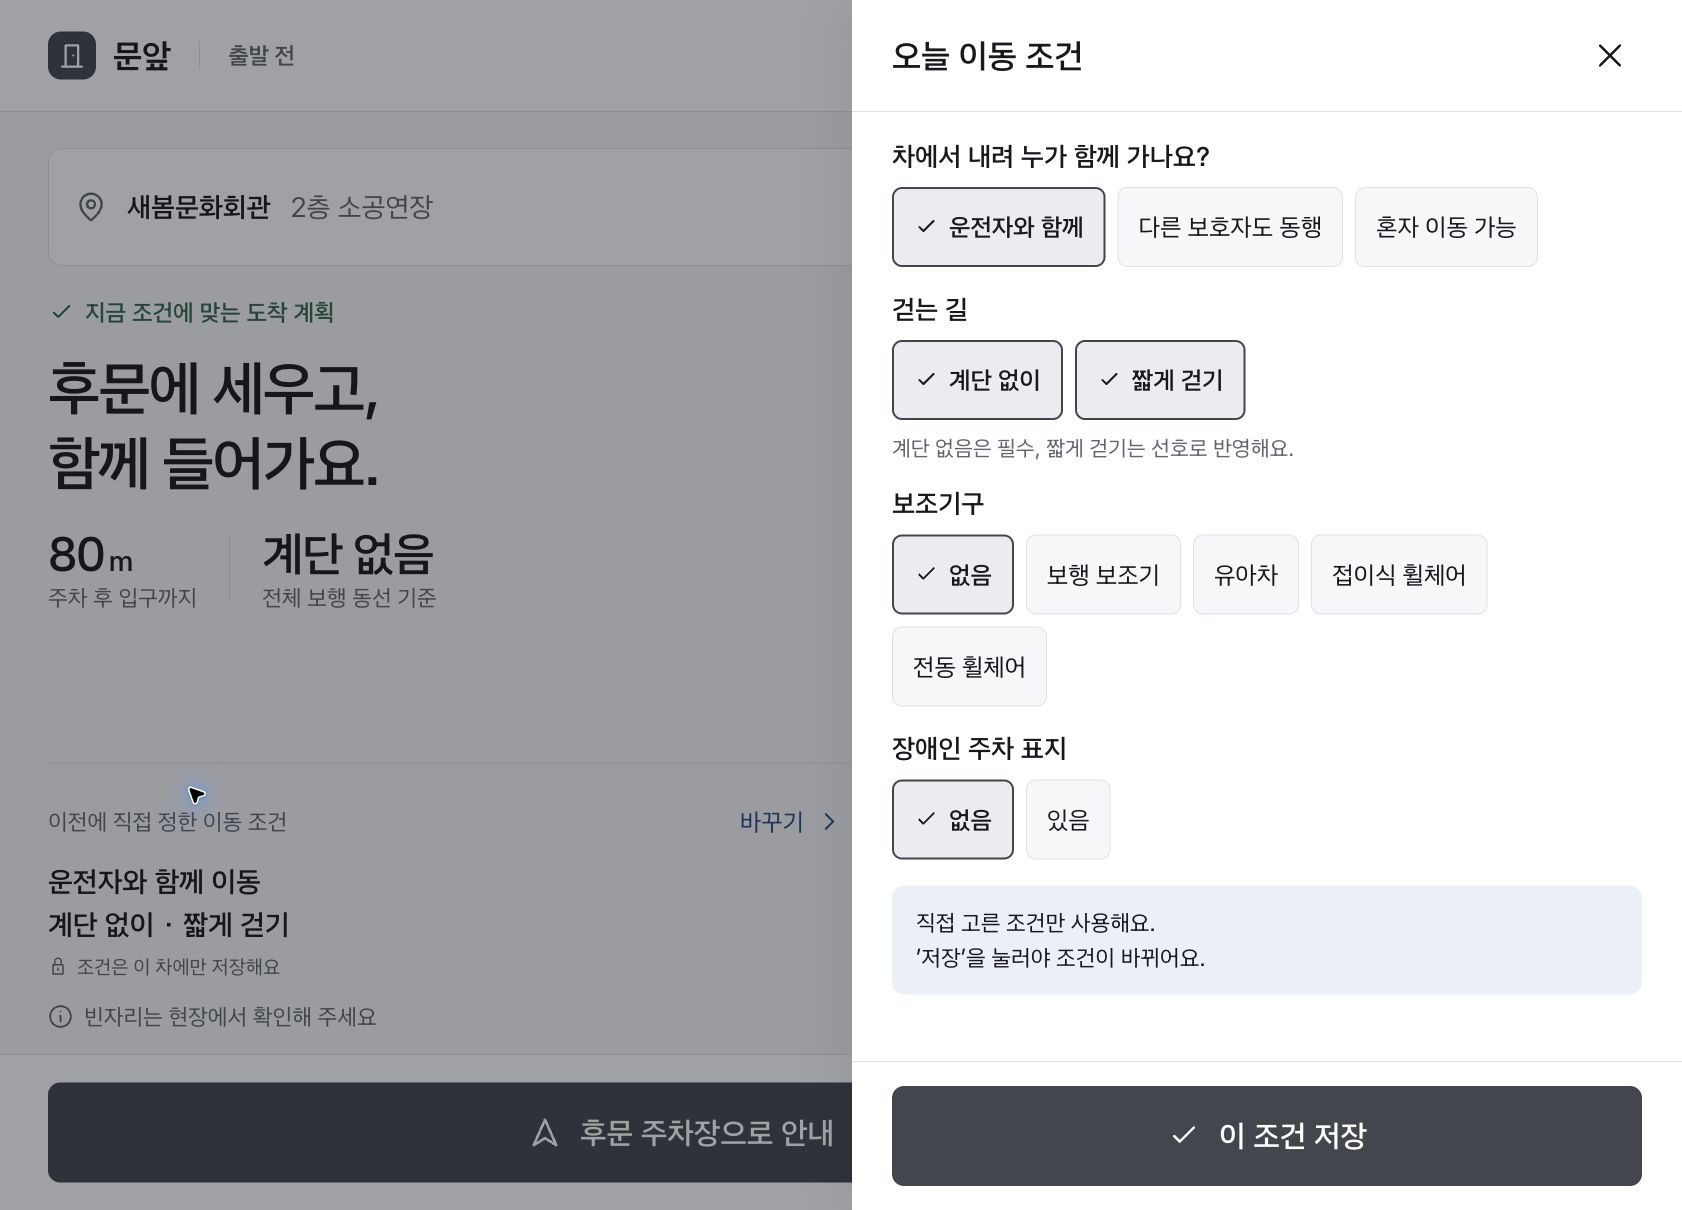 문앞
출발 전
새봄문화회관 2층 소공연장
지금 조건에 맞는 도착 계획
후문에 세우고,
함께 들어가요.
80 m
주차 후 입구까지
계단 없음
전체 보행 동선 기준
이전에 직접 정한 이동 조건
바꾸기
운전자와 함께 이동
계단 없이 · 짧게 걷기
조건은 이 차에만 저장해요
빈자리는 현장에서 확인해 주세요
후문 주차장으로 안내
오늘 이동 조건
차에서 내려 누가 함께 가나요?
운전자와 함께
다른 보호자도 동행
혼자 이동 가능
걷는 길
계단 없이
짧게 걷기
계단 없음은 필수, 짧게 걷기는 선호로 반영해요.
보조기구
없음
보행 보조기
유아차
접이식 휠체어
전동 휠체어
장애인 주차 표지
없음
있음
직접 고른 조건만 사용해요.
‘저장’을 눌러야 조건이 바뀌어요.
이 조건 저장